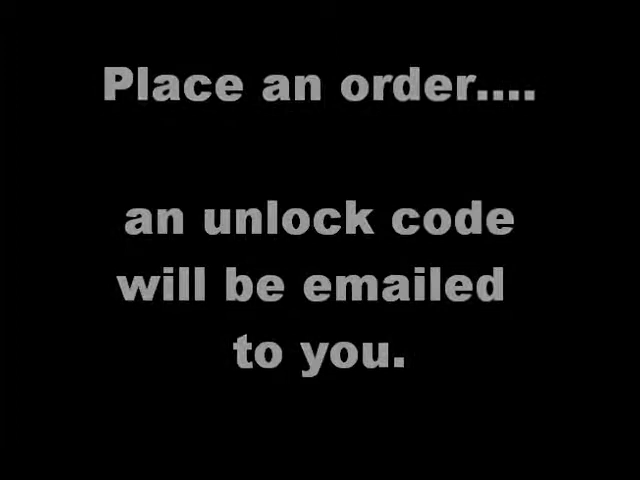 Place an order....
an unlock code
will be emailed
to you.